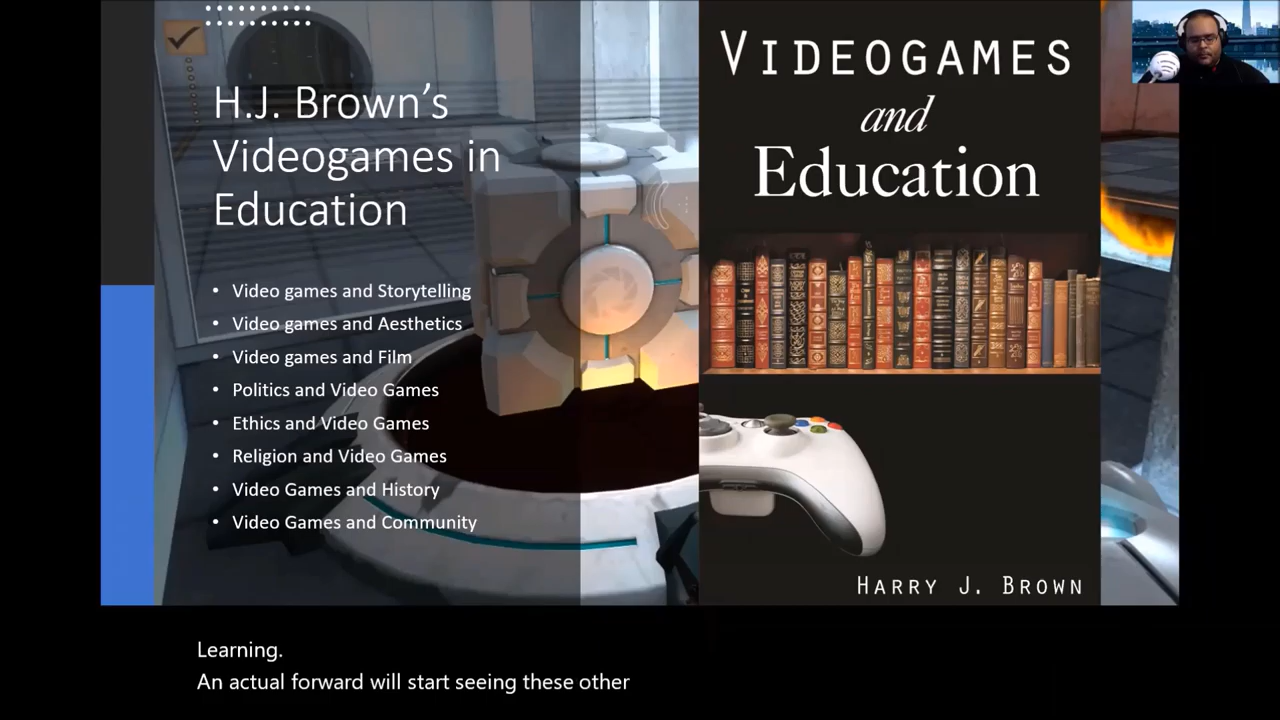 H.J. Brown's
Videogames in
Education
• Video games and Storytelling
• Video games and Aesthetics
• Video games and Film
• Politics and Video Games
• Ethics and Video Games
• Religion and Video Games
• Video Games and History
• Video Games and Community
VIDEOGAMES
and
Education
HARRY J. BROWN
Learning.
An actual forward will start seeing these other